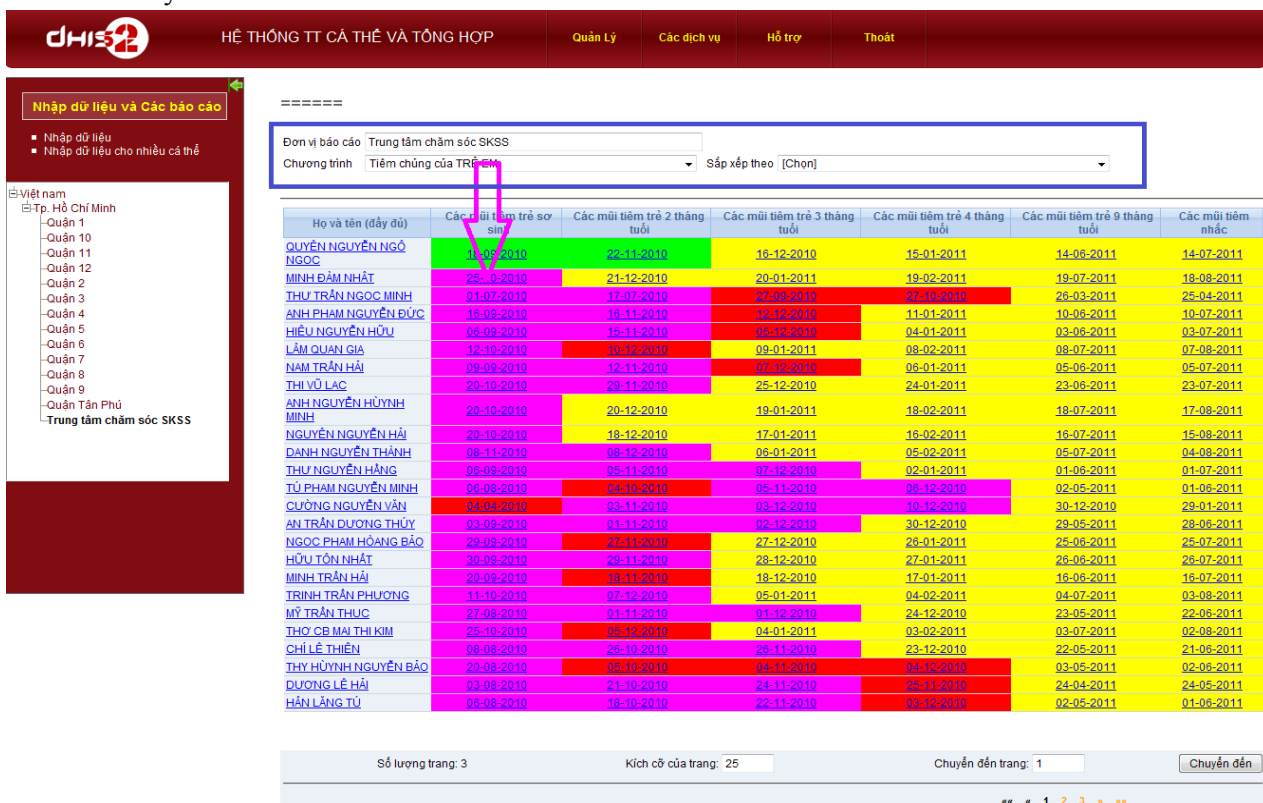 dHIS2
HỆ THỐNG TT CÁ THỂ VÀ TỔNG HỢP
Quản Lý
Các dịch vụ
Hỗ trợ
Thoát
Nhập dữ liệu và Các báo cáo
Nhập dữ liệu
Nhập dữ liệu cho nhiều cá thể
Việt nam
Tp. Hồ Chí Minh
Quận 1
Quận 10
Quận 11
Quận 12
Quận 2
Quận 3
Quận 4
Quận 5
Quận 6
Quận 7
Quận 8
Quận 9
Quận Tân Phú
Trung tâm chăm sóc SKSS
======
Đơn vị báo cáo Trung tâm chăm sóc SKSS
Chương trình Tiêm chủng của TRẺ EM Sắp xếp theo [Chọn]
Họ và tên (đầy đủ) Các mũi tiêm trẻ sơ sinh Các mũi tiêm trẻ 2 tháng tuổi Các mũi tiêm trẻ 3 tháng tuổi Các mũi tiêm trẻ 4 tháng tuổi Các mũi tiêm trẻ 9 tháng tuổi Các mũi tiêm nhắc
QUYÊN NGUYỄN NGÔ NGOC 22-11-2010 16-12-2010 15-01-2011 14-06-2011 14-07-2011
MINH ĐÀM NHẬT 21-12-2010 20-01-2011 19-02-2011 19-07-2011 18-08-2011
THƯ TRẦN NGỌC MINH 01-07-2010 17-07-2010 27-09-2010 27-10-2010 26-03-2011 25-04-2011
ANH PHẠM NGUYỄN ĐỨC 16-09-2010 16-11-2010 12-12-2010 11-01-2011 10-06-2011 10-07-2011
HIẾU NGUYỄN HỮU 06-09-2010 15-11-2010 05-12-2010 04-01-2011 03-06-2011 03-07-2011
LÂM QUAN GIA 12-10-2010 10-12-2010 09-01-2011 08-02-2011 08-07-2011 07-08-2011
NAM TRẦN HẢI 09-09-2010 12-11-2010 07-12-2010 06-01-2011 05-06-2011 05-07-2011
THI VŨ LẠC 20-10-2010 29-11-2010 25-12-2010 24-01-2011 23-06-2011 23-07-2011
ANH NGUYỄN HUỲNH MINH 20-10-2010 20-12-2010 19-01-2011 18-02-2011 18-07-2011 17-08-2011
NGUYÊN NGUYỄN HẢI 20-10-2010 18-12-2010 17-01-2011 16-02-2011 16-07-2011 15-08-2011
DANH NGUYỄN THÀNH 08-11-2010 08-12-2010 06-01-2011 05-02-2011 05-07-2011 04-08-2011
THƯ NGUYỄN HẰNG 06-09-2010 05-11-2010 07-12-2010 02-01-2011 01-06-2011 01-07-2011
TÚ PHẠM NGUYỄN MINH 06-08-2010 04-10-2010 05-11-2010 06-12-2010 02-05-2011 01-06-2011
CƯỜNG NGUYỄN VĂN 04-04-2010 03-11-2010 03-12-2010 10-12-2010 30-12-2010 29-01-2011
AN TRẦN DƯƠNG THÚY 03-09-2010 01-11-2010 02-12-2010 30-12-2010 29-05-2011 28-06-2011
NGỌC PHẠM HOÀNG BẢO 29-09-2010 27-11-2010 27-12-2010 26-01-2011 25-06-2011 25-07-2011
HỮU TÔN NHẬT 30-09-2010 29-11-2010 28-12-2010 27-01-2011 26-06-2011 26-07-2011
MINH TRẦN HẢI 20-09-2010 18-11-2010 18-12-2010 17-01-2011 16-06-2011 16-07-2011
TRINH TRẦN PHƯƠNG 11-10-2010 07-12-2010 05-01-2011 04-02-2011 04-07-2011 03-08-2011
MỸ TRẦN THUC 27-08-2010 01-11-2010 01-12-2010 24-12-2010 23-05-2011 22-06-2011
THƠ CB MAI THI KIM 25-10-2010 05-12-2010 04-01-2011 03-02-2011 03-07-2011 02-08-2011
CHÍ LÊ THIÊN 08-08-2010 26-10-2010 26-11-2010 23-12-2010 22-05-2011 21-06-2011
THY HUỲNH NGUYỄN BẢO 20-08-2010 05-10-2010 04-11-2010 04-12-2010 03-05-2011 02-06-2011
DƯƠNG LÊ HẢI 03-08-2010 21-10-2010 24-11-2010 25-11-2010 24-04-2011 24-05-2011
HÂN LĂNG TÚ 06-08-2010 18-10-2010 22-11-2010 03-12-2010 02-05-2011 01-06-2011
Số lượng trang: 3 Kích cỡ của trang: 25 Chuyển đến trang: 1 Chuyển đến
«« « 1 2 3 » »»